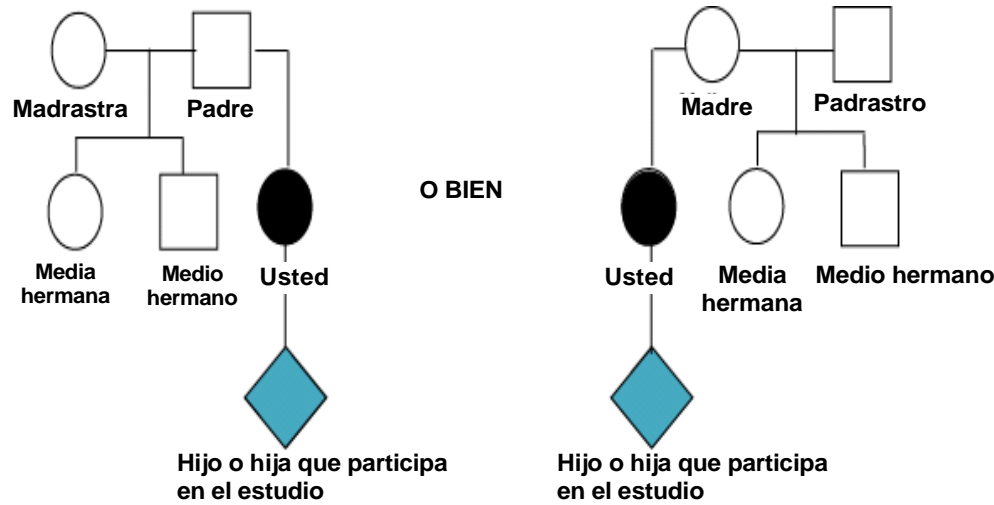 Madrastra
Padre
Media
hermana
Medio
hermano
Usted
Hijo o hija que participa
en el estudio
O BIEN
Madre
Padrastro
Usted
Media
hermana
Medio hermano
Hijo o hija que participa
en el estudio